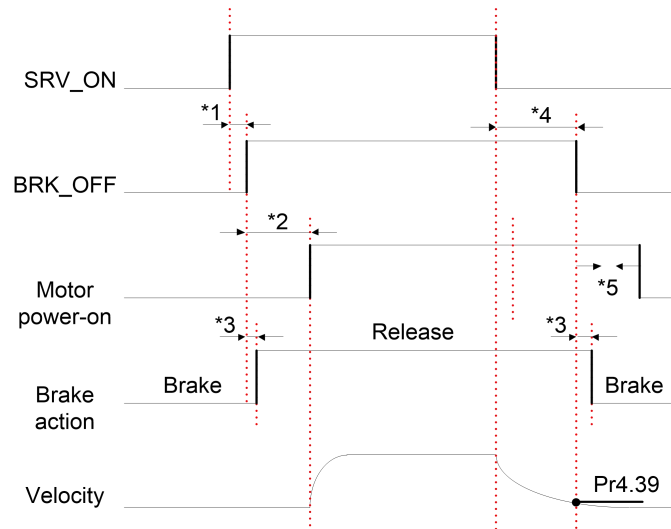 SRV_ON
*1
*4
BRK_OFF
*2
Motor
power-on
*5
*3
Release
*3
Brake
Brake
Brake
action
Velocity
Pr4.39